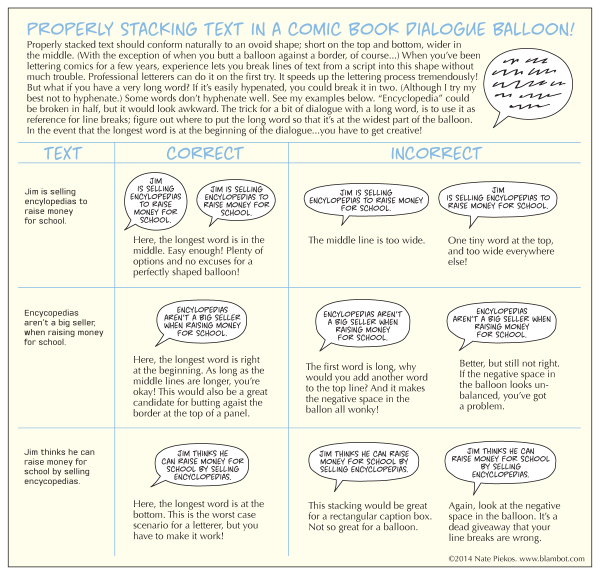 PROPERLY STACKING TEXT IN A COMIC BOOK DIALOGUE BALLOON!
Properly stacked text should conform naturally to an ovoid shape; short on the top and bottom, wider in
the middle. (With the exception of when you butt a balloon against a border, of course...) When you've been
lettering comics for a few years, experience lets you break lines of text from a script into this shape without
much trouble. Professional letterers can do it on the first try. It speeds up the lettering process tremendously!
But what if you have a very long word? If it's easily hypenated, you could break it in two. (Although I try my
best not to hyphenate.) Some words don't hyphenate well. See my examples below. "Encyclopedia" could
be broken in half, but it would look awkward. The trick for a bit of dialogue with a long word, is to use it as
reference for line breaks; figure out where to put the long word so that it's at the widest part of the balloon.
In the event that the longest word is at the beginning of the dialogue...you have to get creative!
TEXT
CORRECT
INCORRECT
Jim is selling
encylopedias to
raise money
for school.
JIM
IS SELLING
ENCYCLOPEDIAS
TO RAISE
MONEY FOR
SCHOOL.
JIM IS SELLING
ENCYCLOPEDIAS TO
RAISE MONEY FOR
SCHOOL.
Here, the longest word is in the
middle. Easy enough! Plenty of
options and no excuses for a
perfectly shaped balloon!
JIM IS SELLING
ENCYCLOPEDIAS TO RAISE MONEY
FOR SCHOOL.
The middle line is too wide.
JIM
IS SELLING ENCYCLOPEDIAS
TO RAISE MONEY FOR SCHOOL.
One tiny word at the top,
and too wide everywhere
else!
Encycopedias
aren't a big seller,
when raising money
for school.
ENCYLOPEDIAS
AREN'T A BIG SELLER
WHEN RAISING MONEY
FOR SCHOOL.
Here, the longest word is right
at the beginning. As long as the
middle lines are longer, you're
okay! This would also be a great
candidate for butting agaist the
border at the top of a panel.
ENCYLOPEDIAS AREN'T
A BIG SELLER WHEN
RAISING MONEY
FOR SCHOOL.
The first word is long, why
would you add another word
to the top line? And it makes
the negative space in the
ballon all wonky!
ENCYLOPEDIAS
AREN'T A BIG SELLER WHEN
RAISING MONEY
FOR SCHOOL.
Better, but still not right.
If the negative space in
the balloon looks un-
balanced, you've got
a problem.
Jim thinks he can
raise money for
school by selling
encycopedias.
JIM THINKS HE
CAN RAISE MONEY FOR
SCHOOL BY SELLING
ENCYCLOPEDIAS.
Here, the longest word is at the
bottom. This is the worst case
scenario for a letterer, but you
have to make it work!
JIM THINKS HE CAN RAISE
MONEY FOR SCHOOL BY
SELLING ENCYCLOPEDIAS.
This stacking would be great
for a rectangular caption box.
Not so great for a balloon.
JIM THINKS HE CAN
RAISE MONEY FOR SCHOOL
BY SELLING
ENCYCLOPEDIAS.
Again, look at the negative
space in the balloon. It's a
dead giveaway that your
line breaks are wrong.
©2014 Nate Piekos. www.blambot.com